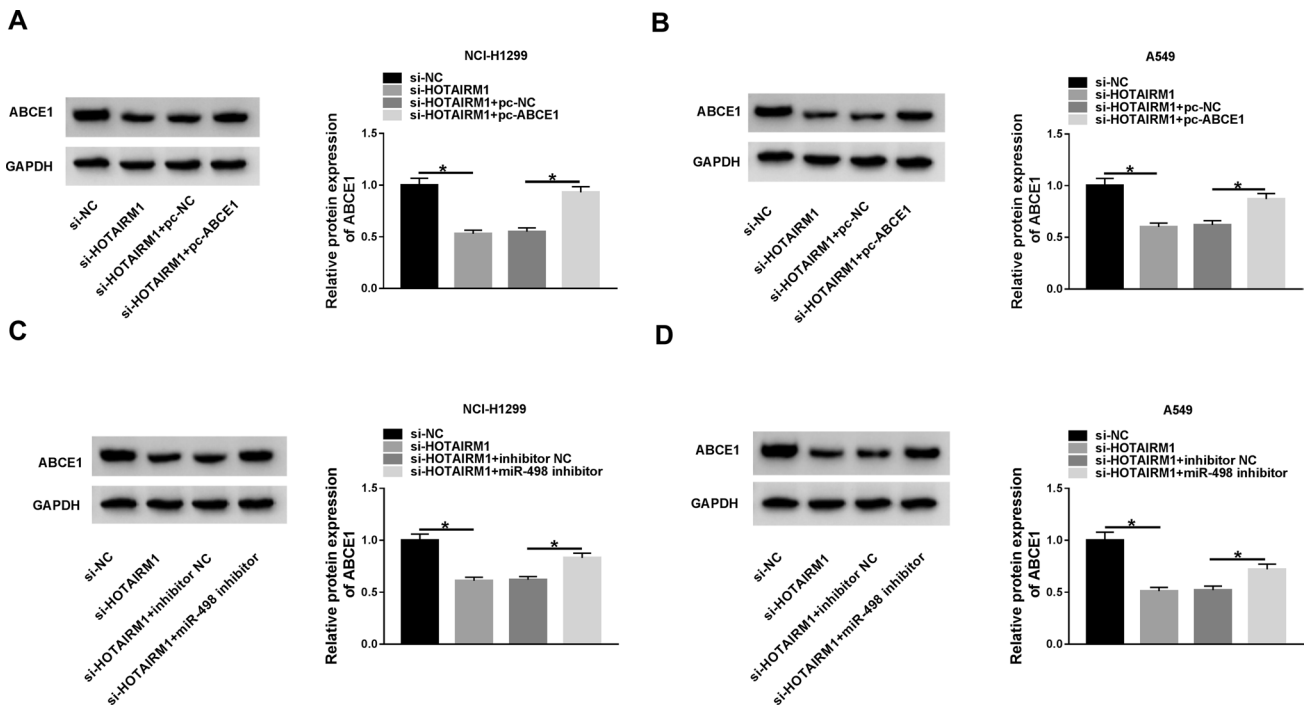 A
NCI-H1299
si-NC
si-HOTAIRM1
si-HOTAIRM1+pc-NC
si-HOTAIRM1+pc-ABCE1
ABCE1
GAPDH
si-NC
si-HOTAIRM1
si-HOTAIRM1+pc-NC
si-HOTAIRM1+pc-ABCE1
Relative protein expression
of ABCE1
1.5
1.0
0.5
0.0
*
*
B
A549
si-NC
si-HOTAIRM1
si-HOTAIRM1+pc-NC
si-HOTAIRM1+pc-ABCE1
ABCE1
GAPDH
si-NC
si-HOTAIRM1
si-HOTAIRM1+pc-NC
si-HOTAIRM1+pc-ABCE1
Relative protein expression
of ABCE1
1.5
1.0
0.5
0.0
*
*
C
NCI-H1299
si-NC
si-HOTAIRM1
si-HOTAIRM1+inhibitor NC
si-HOTAIRM1+miR-498 inhibitor
ABCE1
GAPDH
si-NC
si-HOTAIRM1
si-HOTAIRM1+inhibitor NC
si-HOTAIRM1+miR-498 inhibitor
Relative protein expression
of ABCE1
1.5
1.0
0.5
0.0
*
*
D
A549
si-NC
si-HOTAIRM1
si-HOTAIRM1+inhibitor NC
si-HOTAIRM1+miR-498 inhibitor
ABCE1
GAPDH
si-NC
si-HOTAIRM1
si-HOTAIRM1+inhibitor NC
si-HOTAIRM1+miR-498 inhibitor
Relative protein expression
of ABCE1
1.5
1.0
0.5
0.0
*
*